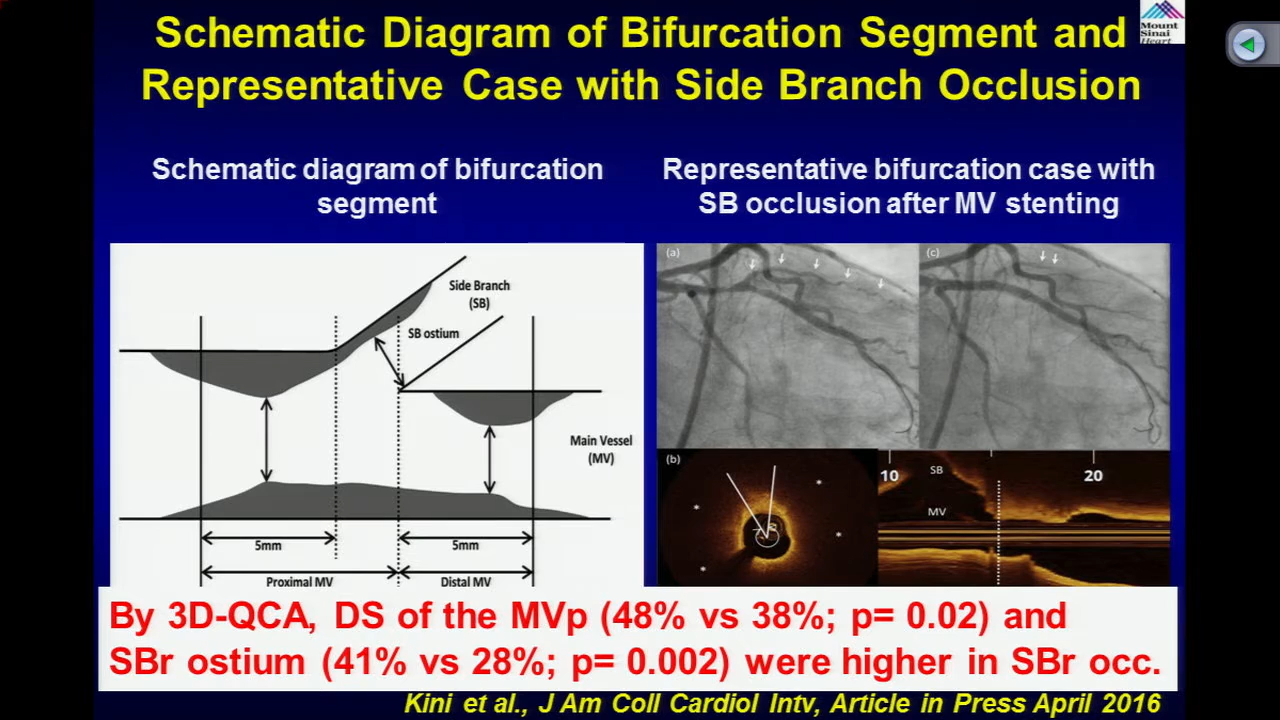 Schematic Diagram of Bifurcation Segment and
Representative Case with Side Branch Occlusion
Mount
Sinai
Heart
Schematic diagram of bifurcation
segment
Representative bifurcation case with
SB occlusion after MV stenting
Side Branch
(SB)
SB ostium
Main Vessel
(MV)
5mm
5mm
Proximal MV
Distal MV
(a)
(c)
(b)
10
SB
20
MV
By 3D-QCA, DS of the MVp (48% vs 38%; p= 0.02) and
SBr ostium (41% vs 28%; p= 0.002) were higher in SBr occ.
Kini et al., J Am Coll Cardiol Intv, Article in Press April 2016